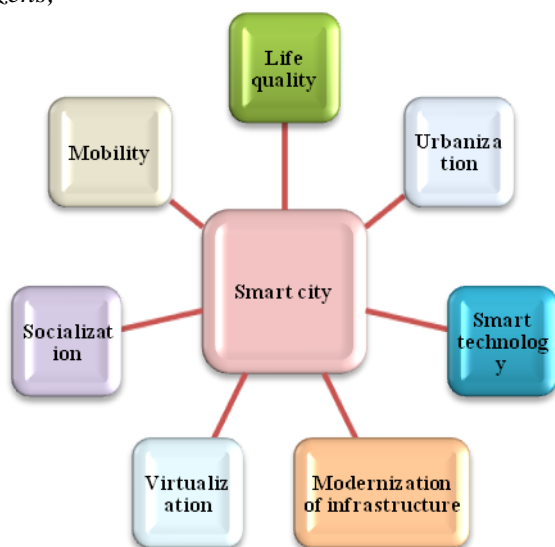 Life
quality
Mobility
Urbaniza
tion
Smart city
Socializat
ion
Smart
technolog
y
Virtualiz
ation
Modernization
of infrastructure